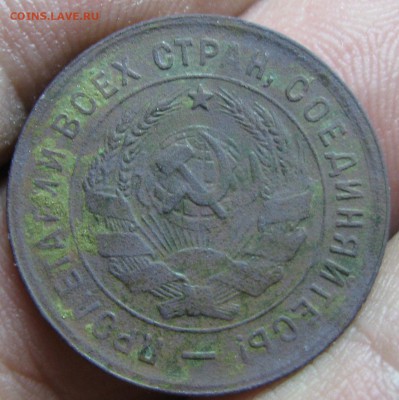 COINS.LAVE.RU
ПРОЛЕТАРИИ ВСЕХ СТРАН, СОЕДИНЯЙТЕСЬ! —